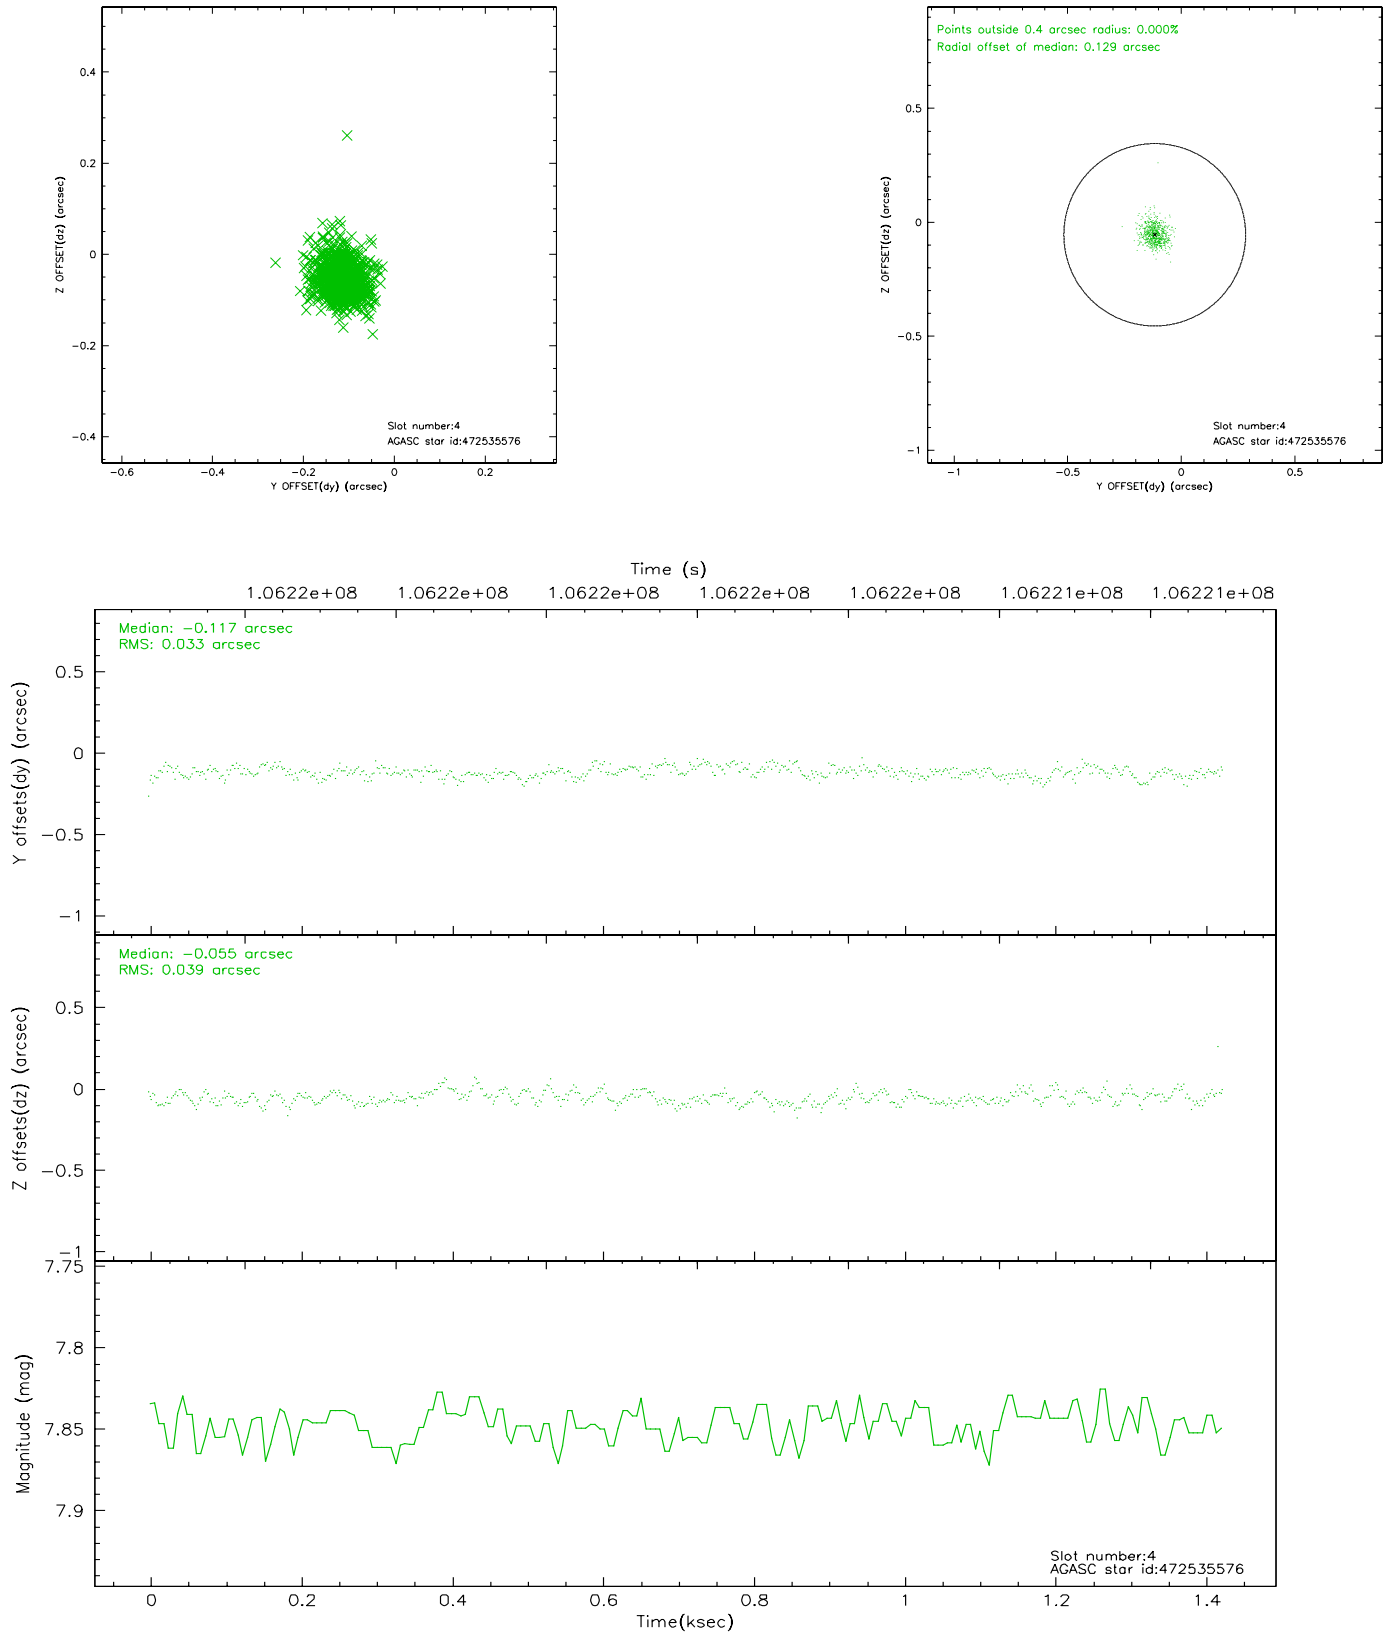 0.4
0.2
0
−0.2
−0.4
Z OFFSET(dz) (arcsec)
Slot number:4
AGASC star id:472535576
−0.6 −0.4 −0.2 0 0.2
Y OFFSET(dy) (arcsec)
Points outside 0.4 arcsec radius: 0.000%
Radial offset of median: 0.129 arcsec
0.5
0
−0.5
−1
Z OFFSET(dz) (arcsec)
Slot number:4
AGASC star id:472535576
−1 −0.5 0 0.5
Y OFFSET(dy) (arcsec)
Time (s)
1.0622e+08 1.0622e+08 1.0622e+08 1.0622e+08 1.0622e+08 1.06221e+08 1.06221e+08
Median: −0.117 arcsec
RMS: 0.033 arcsec
0.5
0
−0.5
−1
Y offsets(dy) (arcsec)
Median: −0.055 arcsec
RMS: 0.039 arcsec
0.5
0
−0.5
−1
Z offsets(dz) (arcsec)
7.75
7.8
7.85
7.9
Magnitude (mag)
Slot number:4
AGASC star id:472535576
0 0.2 0.4 0.6 0.8 1 1.2 1.4
Time(ksec)